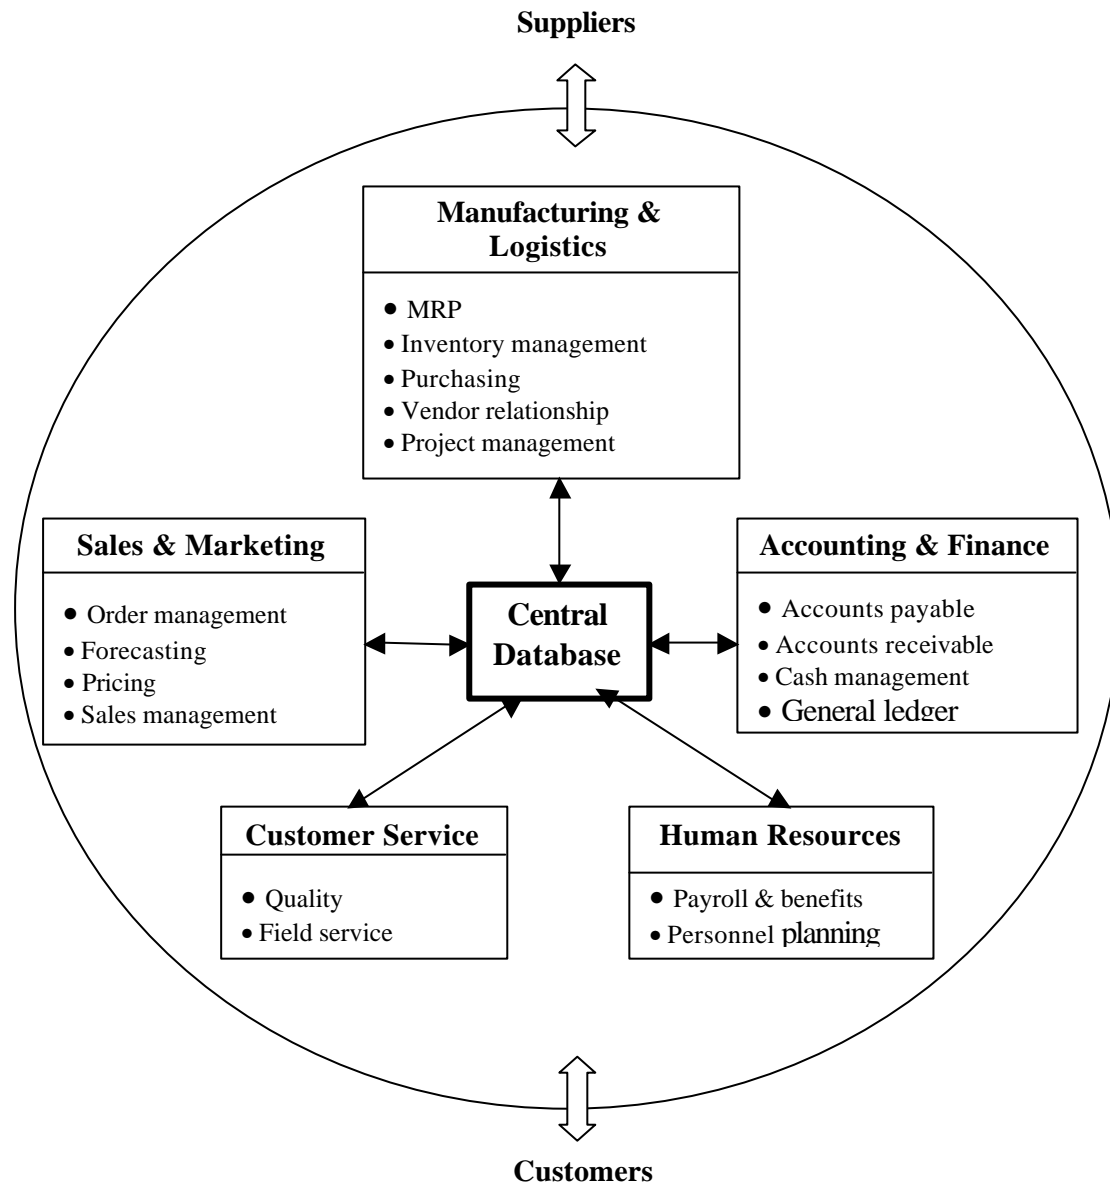 Suppliers
Manufacturing &
Logistics
• MRP
• Inventory management
• Purchasing
• Vendor relationship
• Project management
Sales & Marketing
• Order management
• Forecasting
• Pricing
• Sales management
Central
Database
Accounting & Finance
• Accounts payable
• Accounts receivable
• Cash management
• General ledger
Customer Service
• Quality
• Field service
Human Resources
• Payroll & benefits
• Personnel planning
Customers